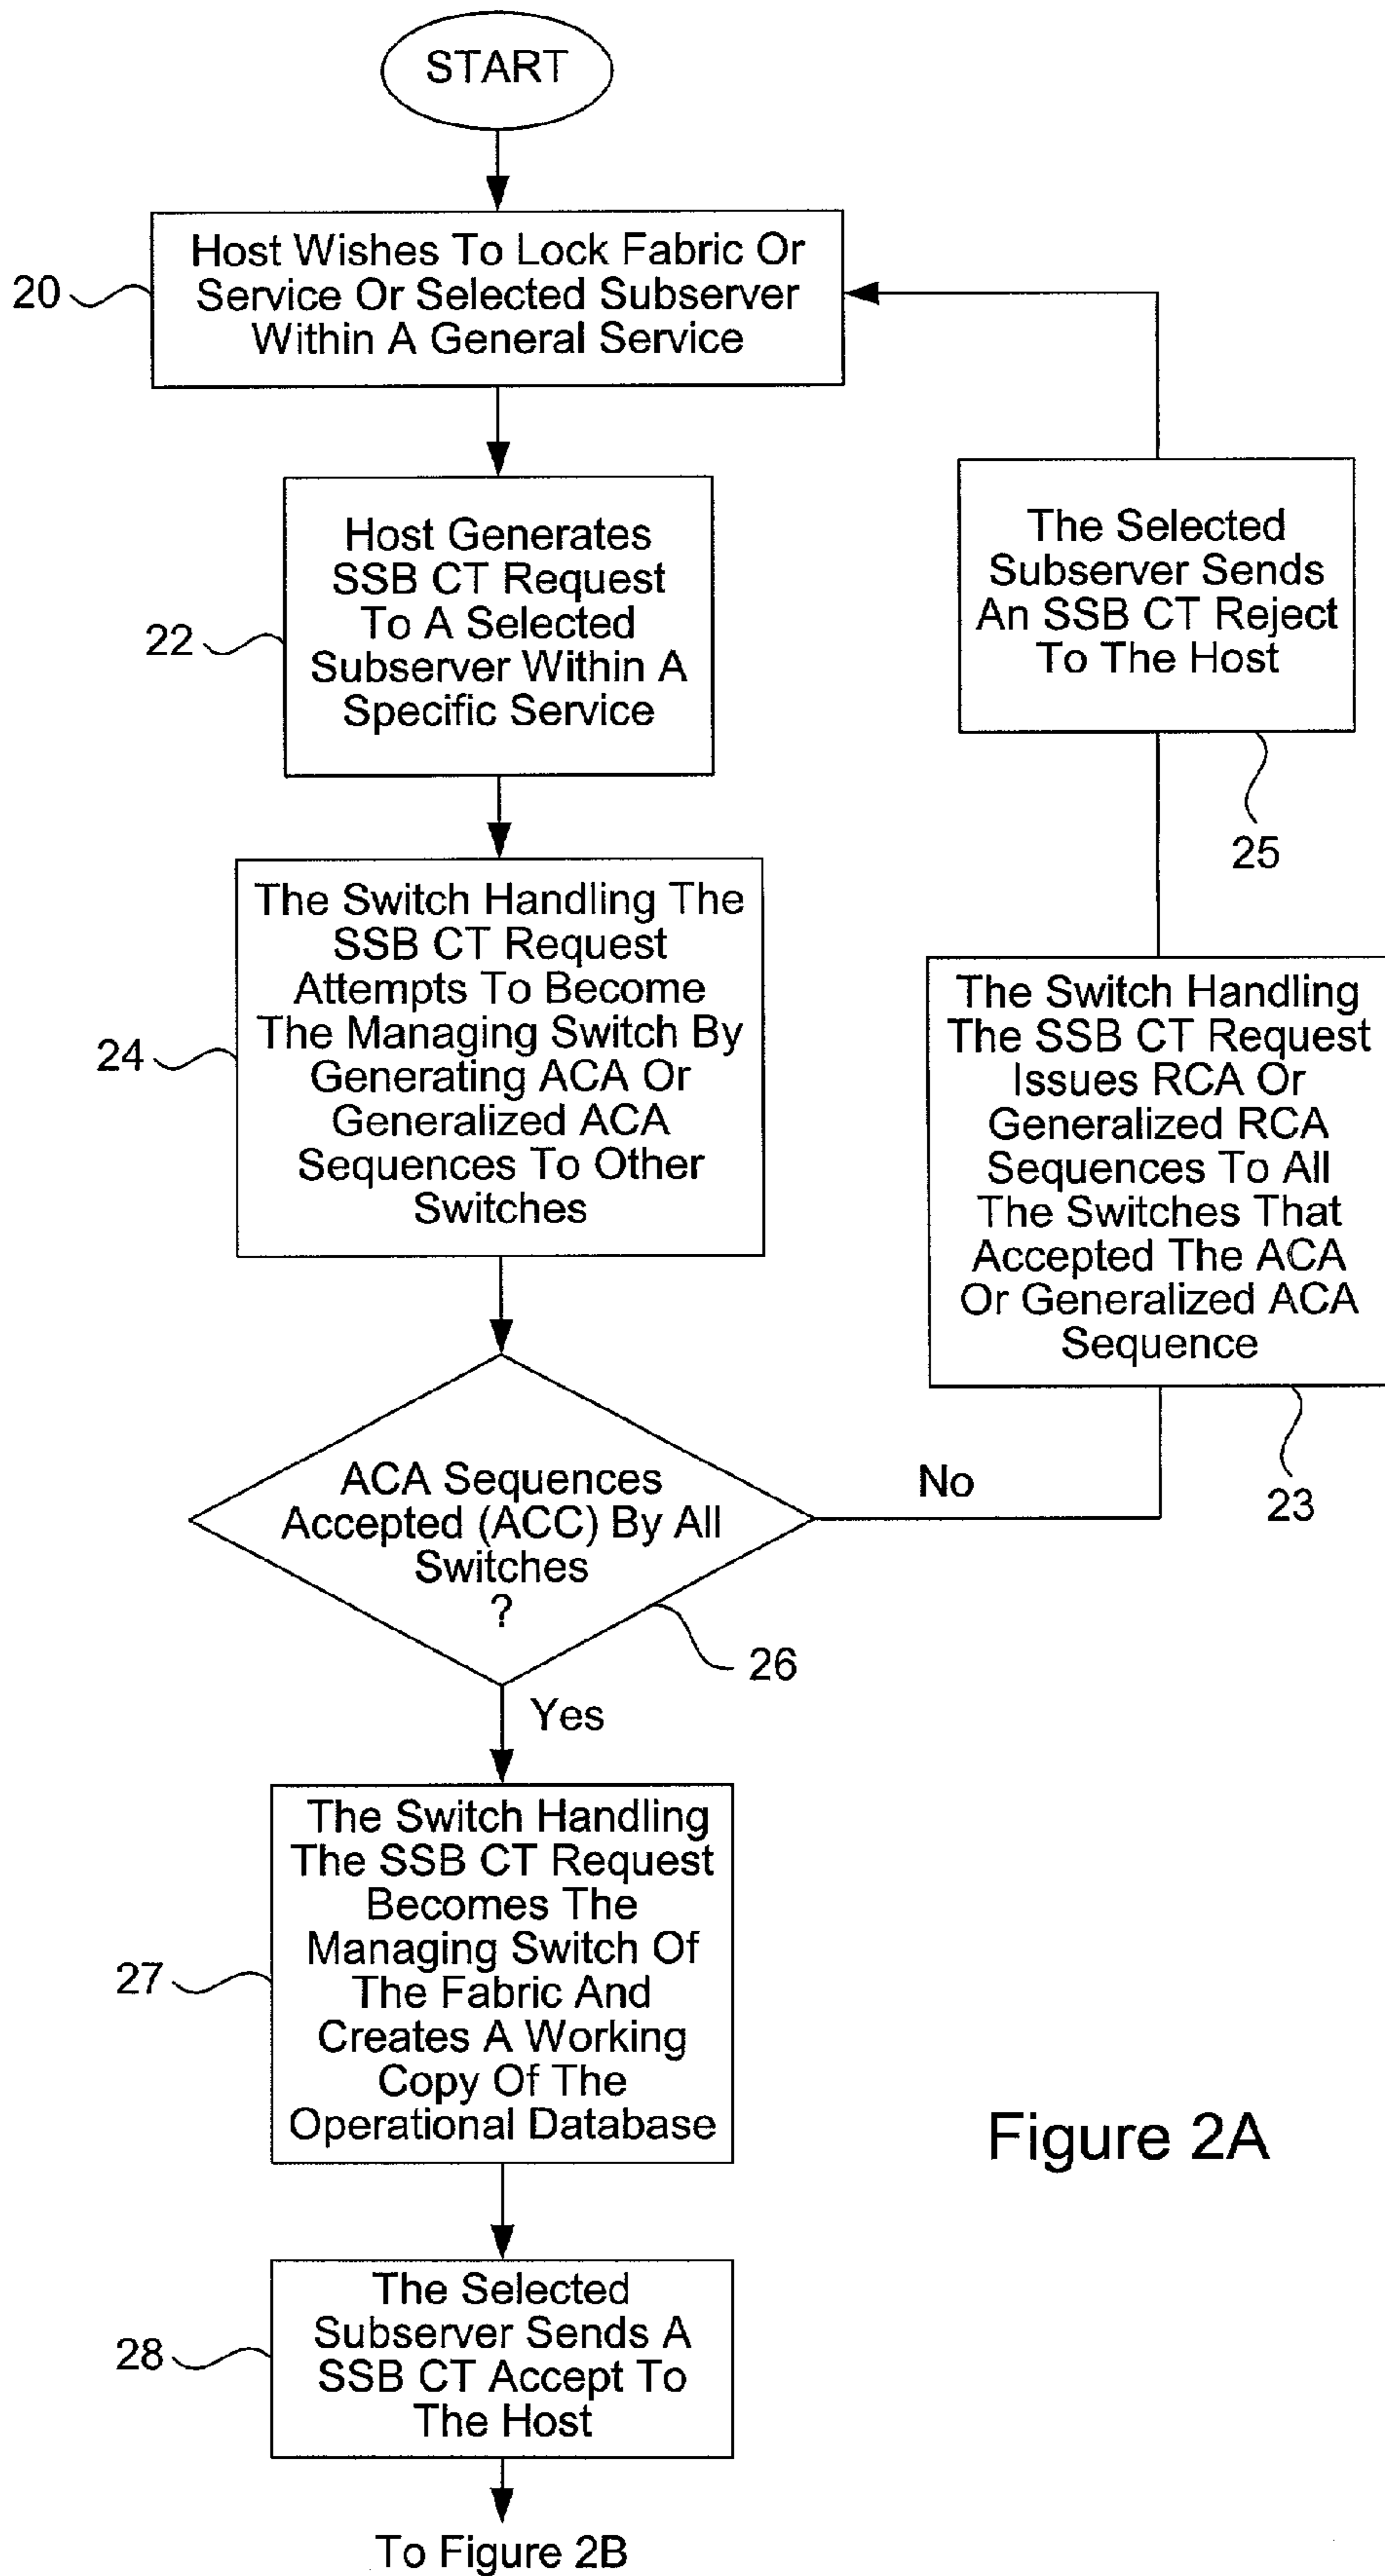 START
Host Wishes To Lock Fabric Or
Service Or Selected Subserver
Within A General Service
20
Host Generates
SSB CT Request
To A Selected
Subserver Within A
Specific Service
22
The Selected
Subserver Sends
An SSB CT Reject
To The Host
25
The Switch Handling The
SSB CT Request
Attempts To Become
The Managing Switch By
Generating ACA Or
Generalized ACA
Sequences To Other
Switches
24
The Switch Handling
The SSB CT Request
Issues RCA Or
Generalized RCA
Sequences To All
The Switches That
Accepted The ACA
Or Generalized ACA
Sequence
23
ACA Sequences
Accepted (ACC) By All
Switches
?
No
26
Yes
The Switch Handling
The SSB CT Request
Becomes The
Managing Switch Of
The Fabric And
Creates A Working
Copy Of The
Operational Database
27
Figure 2A
The Selected
Subserver Sends A
SSB CT Accept To
The Host
28
To Figure 2B